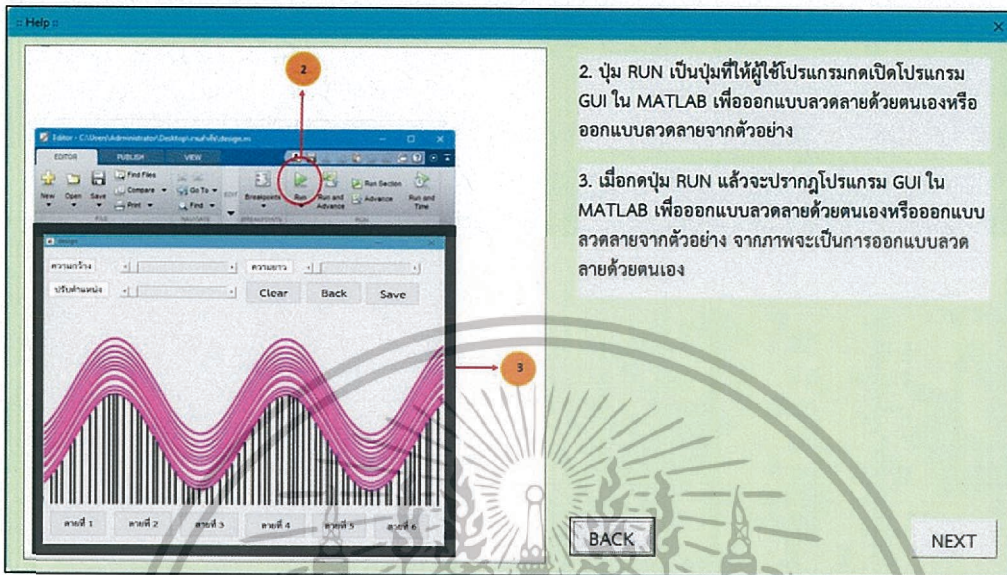 :: Help ::
2
2. ปุ่ม RUN เป็นปุ่มที่ให้ผู้ใช้โปรแกรมกดเปิดโปรแกรม
GUI ใน MATLAB เพื่อออกแบบลวดลายด้วยตนเองหรือ
ออกแบบลวดลายจากตัวอย่าง
3. เมื่อกดปุ่ม RUN แล้วจะปรากฏโปรแกรม GUI ใน
MATLAB เพื่อออกแบบลวดลายด้วยตนเองหรือออกแบบ
ลวดลายจากตัวอย่าง จากภาพจะเป็นการออกแบบลวด
ลายด้วยตนเอง
Editor - C:\Users\Administrator\Desktop\
EDITOR PUBLISH VIEW
Find Files
Compare Go To Run Section
New Open Save Print Find EDIT Breakpoints Run Run and Advance Advance Run and Time
FILE NAVIGATE BREAKPOINTS RUN
design
ความกว้าง ความยาว
ปรับตำแหน่ง Clear Back Save
3
ลายที่ 1 ลายที่ 2 ลายที่ 3 ลายที่ 4 ลายที่ 5 ลายที่ 6
BACK NEXT